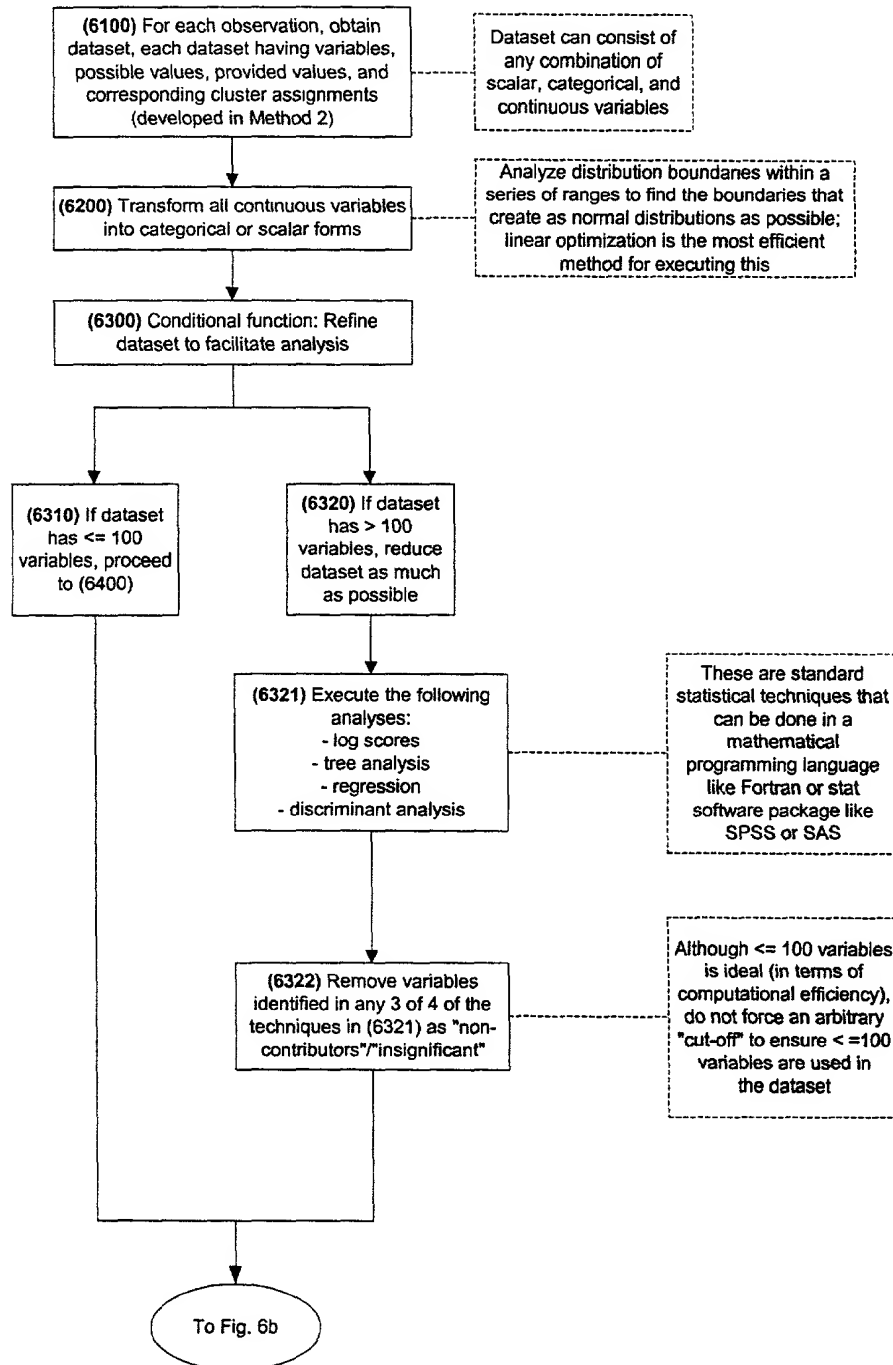 (6100) For each observation, obtain
dataset, each dataset having variables,
possible values, provided values, and
corresponding cluster assignments
(developed in Method 2)
Dataset can consist of
any combination of
scalar, categorical, and
continuous variables
(6200) Transform all continuous variables
into categorical or scalar forms
Analyze distribution boundanes within a
series of ranges to find the boundaries that
create as normal distributions as possible;
linear optimization is the most efficient
method for executing this
(6300) Conditional function: Refine
dataset to facilitate analysis
(6310) If dataset
has <= 100
variables, proceed
to (6400)
(6320) If dataset
has > 100
variables, reduce
dataset as much
as possible
(6321) Execute the following
analyses:
- log scores
- tree analysis
- regression
- discriminant analysis
These are standard
statistical techniques that
can be done in a
mathematical
programming language
like Fortran or stat
software package like
SPSS or SAS
(6322) Remove variables
identified in any 3 of 4 of the
techniques in (6321) as "non-
contributors"/"insignificant"
Although <= 100 variables
is ideal (in terms of
computational efficiency),
do not force an arbitrary
"cut-off" to ensure < =100
variables are used in
the dataset
To Fig. 6b